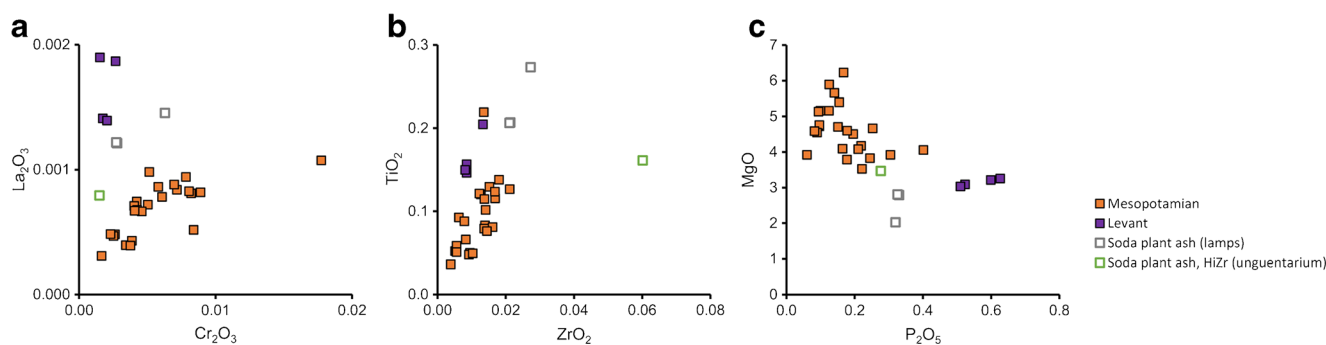 a
0.002
0.001
0.000
La2O3
0.00
0.01
0.02
Cr2O3
b
0.3
0.2
0.1
0.0
TiO2
0.00
0.02
0.04
0.06
0.08
ZrO2
c
7
6
5
4
3
2
1
0
MgO
0.0
0.2
0.4
0.6
0.8
P2O5
Mesopotamian
Levant
Soda plant ash (lamps)
Soda plant ash, HiZr (unguentarium)